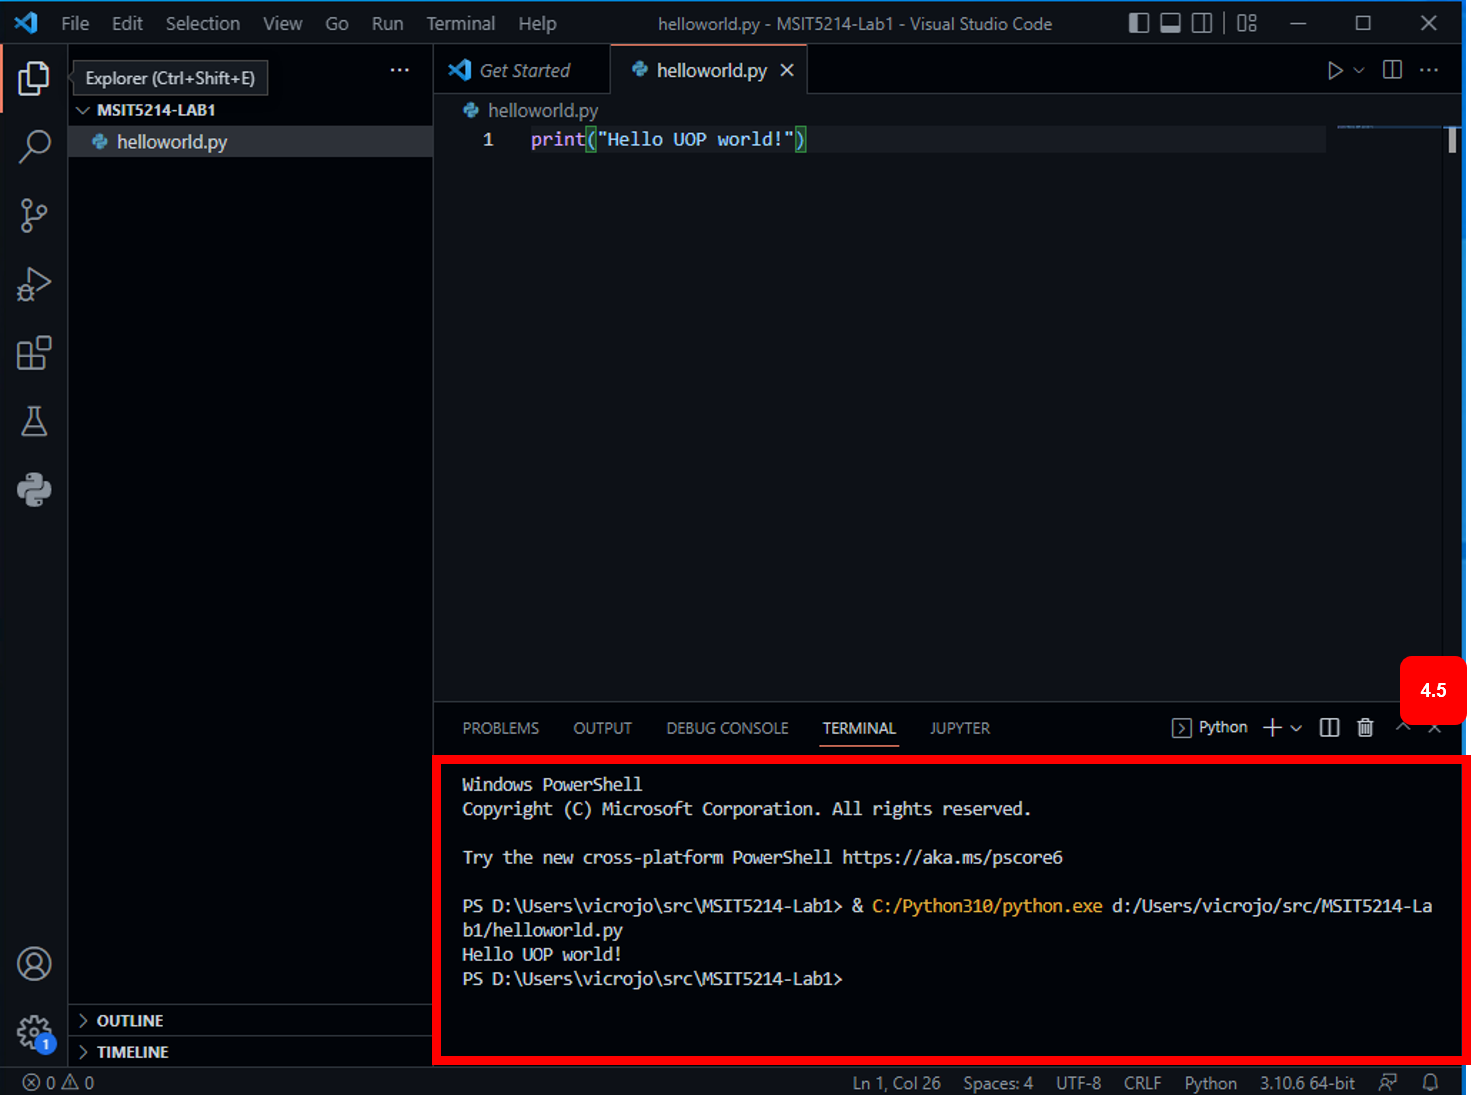 File Edit Selection View Go Run Terminal Help helloworld.py - MSIT5214-Lab1 - Visual Studio Code
Explorer (Ctrl+Shift+E)
MSIT5214-LAB1
helloworld.py
Get Started helloworld.py
helloworld.py
1 print("Hello UOP world!")
4.5
PROBLEMS OUTPUT DEBUG CONSOLE TERMINAL JUPYTER Python
Windows PowerShell
Copyright (C) Microsoft Corporation. All rights reserved.
Try the new cross-platform PowerShell https://aka.ms/pscore6
PS D:\Users\vicrojo\src\MSIT5214-Lab1> & C:/Python310/python.exe d:/Users/vicrojo/src/MSIT5214-La
b1/helloworld.py
Hello UOP world!
PS D:\Users\vicrojo\src\MSIT5214-Lab1>
1
OUTLINE
TIMELINE
0 0 Ln 1, Col 26 Spaces: 4 UTF-8 CRLF Python 3.10.6 64-bit